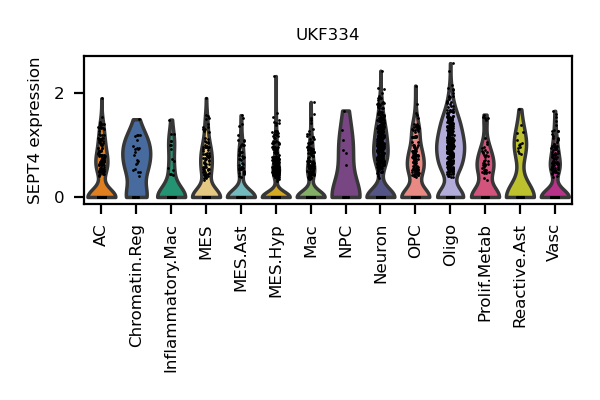 UKF334
SEPT4 expression
2
0
AC
Chromatin.Reg
Inflammatory.Mac
MES
MES.Ast
MES.Hyp
Mac
NPC
Neuron
OPC
Oligo
Prolif.Metab
Reactive.Ast
Vasc